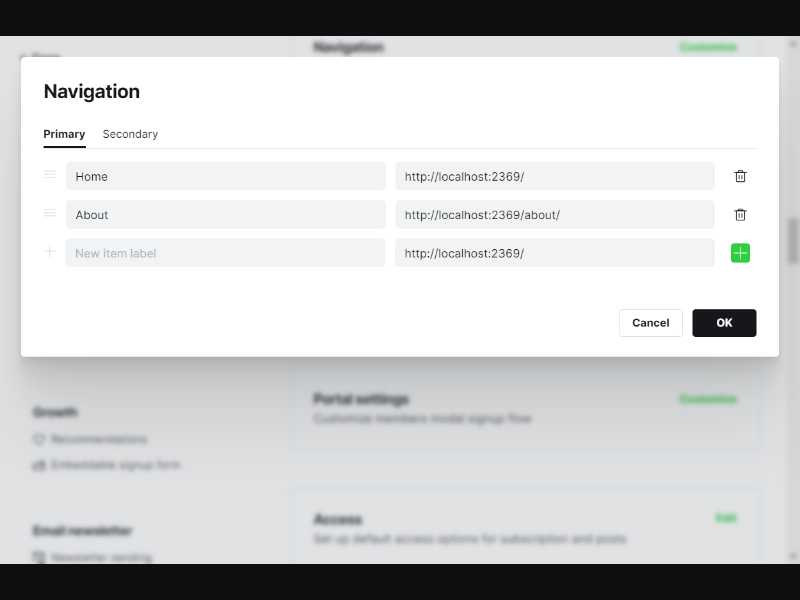 Navigation
Customize
Navigation
Primary
Secondary
Home
http://localhost:2369/
About
http://localhost:2369/about/
New item label
http://localhost:2369/
Cancel
OK
Growth
Recommendations
Embeddable signup form
Email newsletter
Newsletter sending
Portal settings
Customize
Customize members modal signup flow
Access
Edit
Set up default access options for subscription and posts